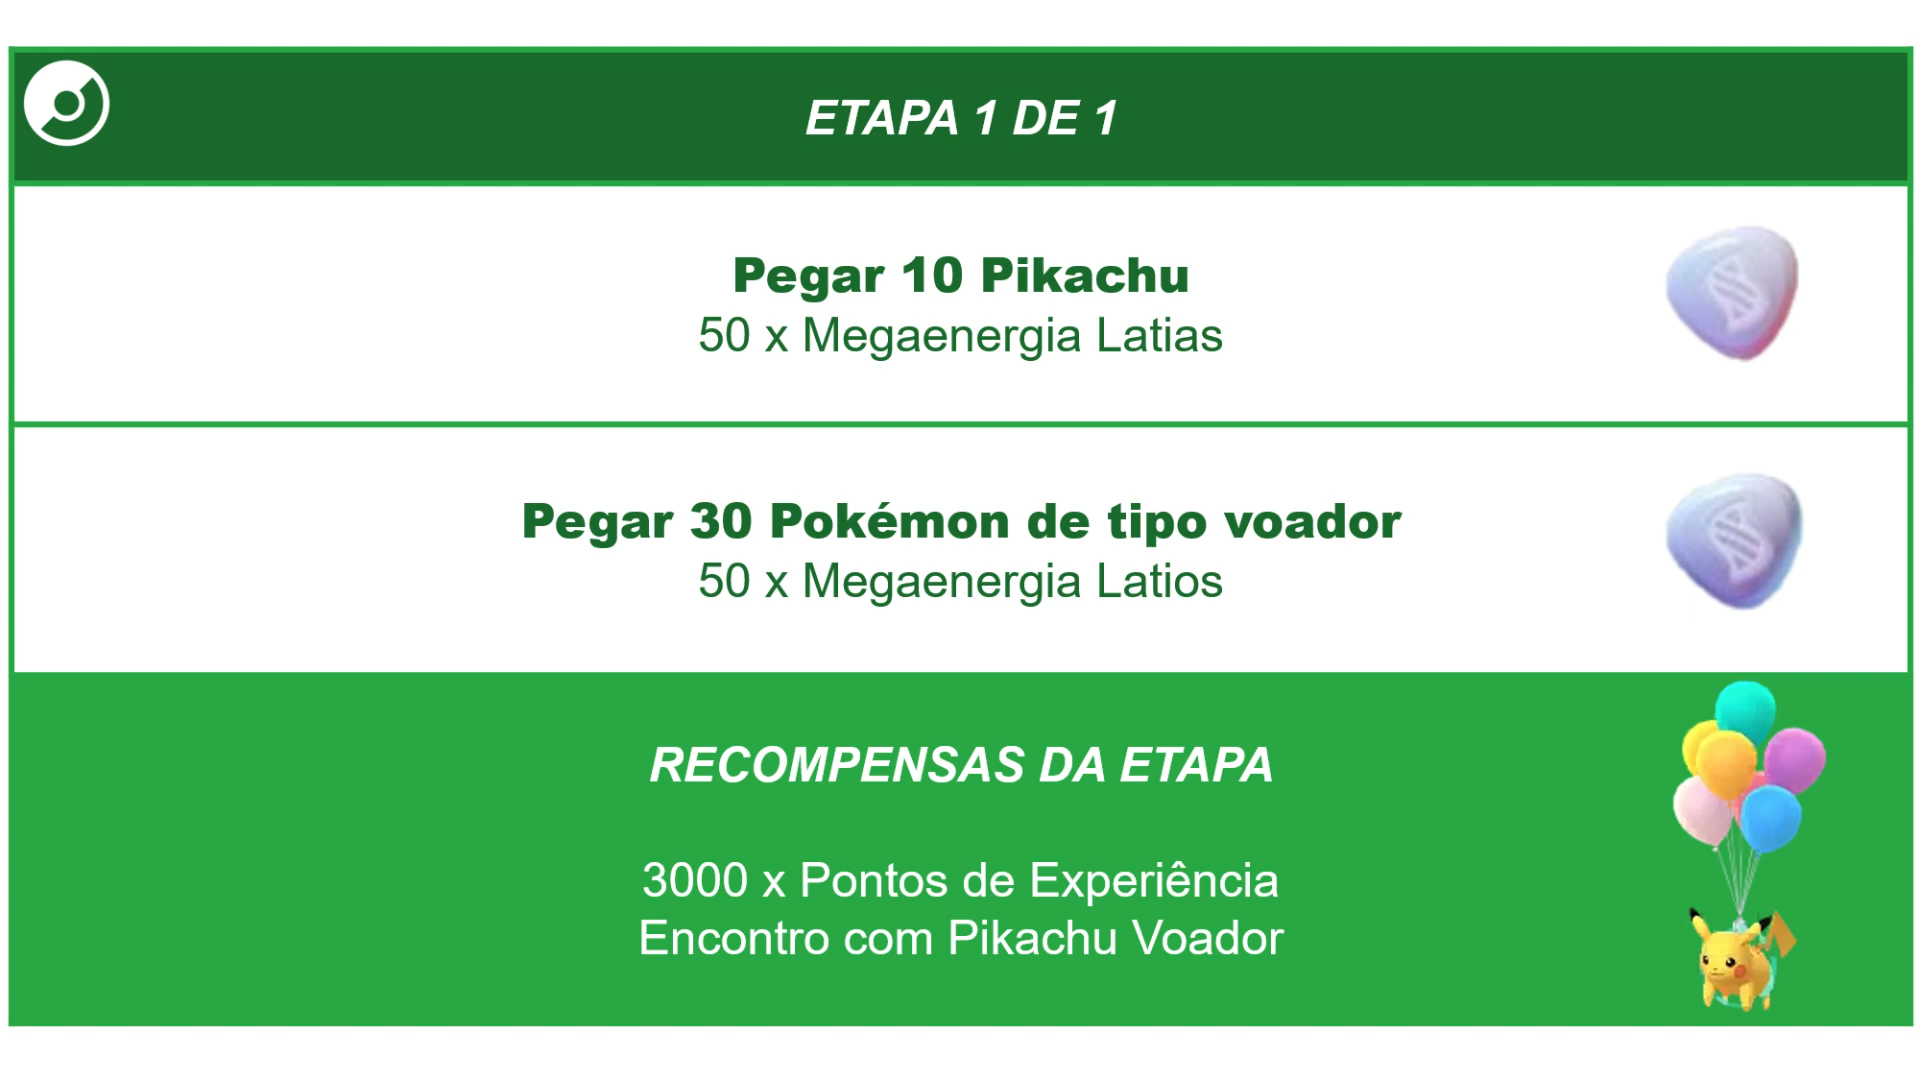 ETAPA 1 DE 1
Pegar 10 Pikachu
50 x Megaenergia Latias
Pegar 30 Pokémon de tipo voador
50 x Megaenergia Latios
RECOMPENSAS DA ETAPA
3000 x Pontos de Experiência
Encontro com Pikachu Voador